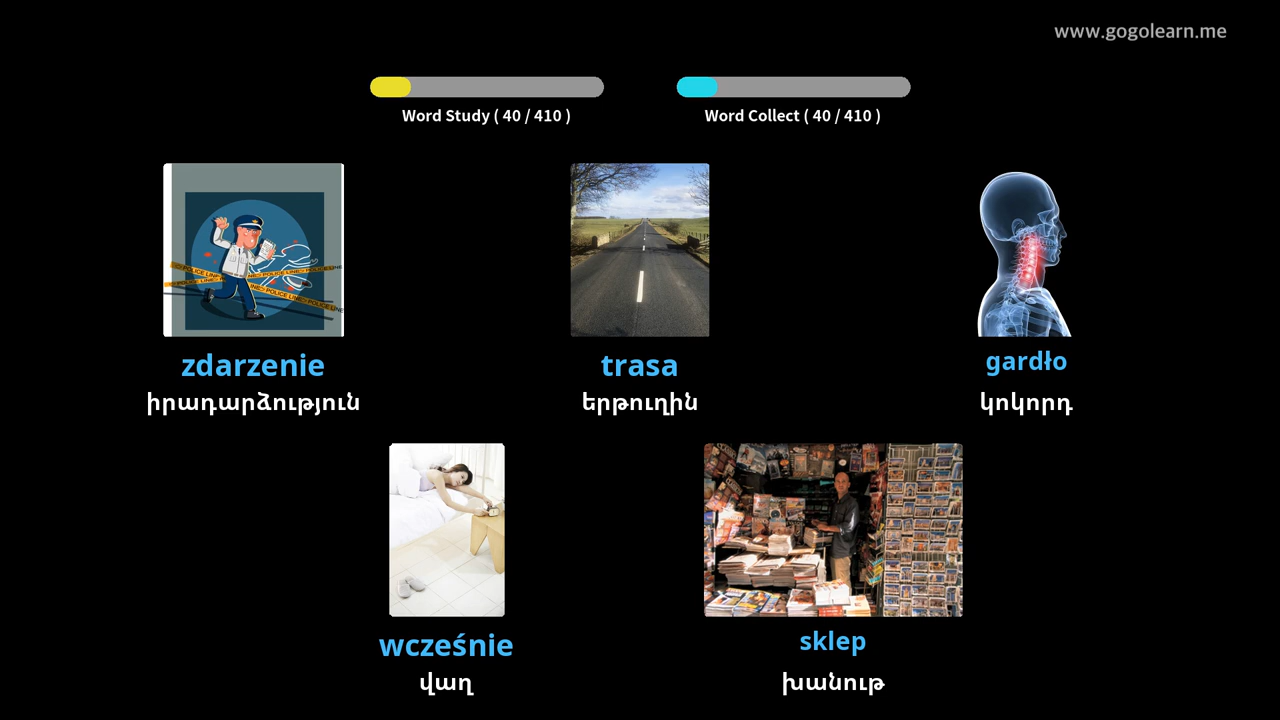 www.gogolearn.me
Word Study ( 40 / 410 )
Word Collect ( 40 / 410 )
zdarzenie
իրադարձություն
trasa
երթուղին
gardło
կոկորդ
wcześnie
վաղ
sklep
խանութ